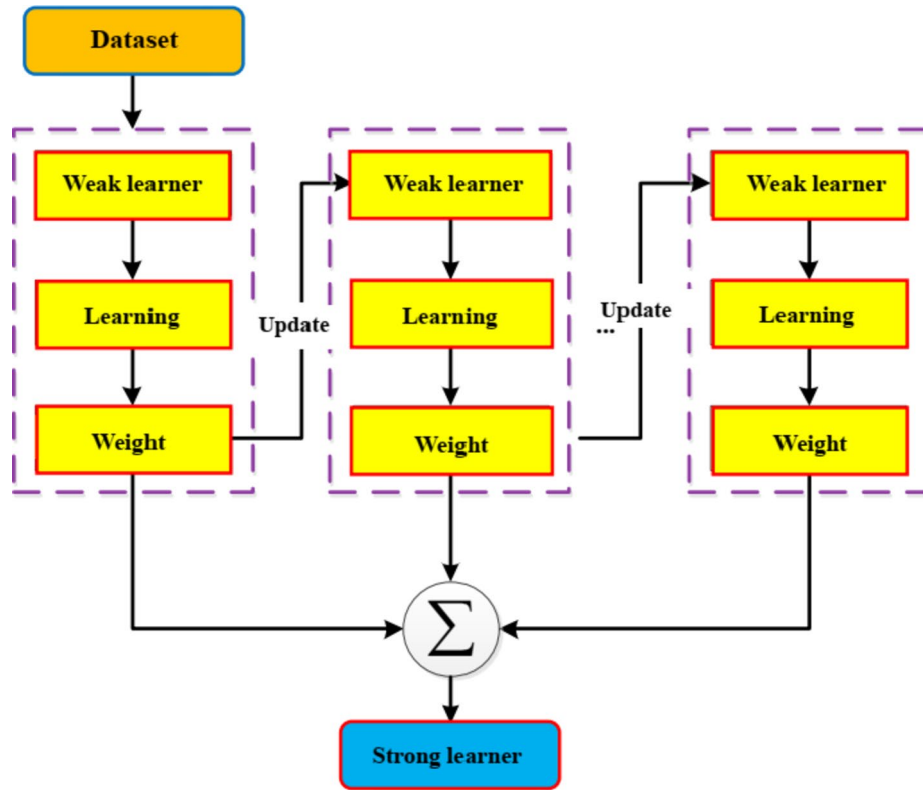 Dataset
Weak learner
Learning
Weight
Update
Weak learner
Learning
Weight
Update
...
Weak learner
Learning
Weight
Σ
Strong learner